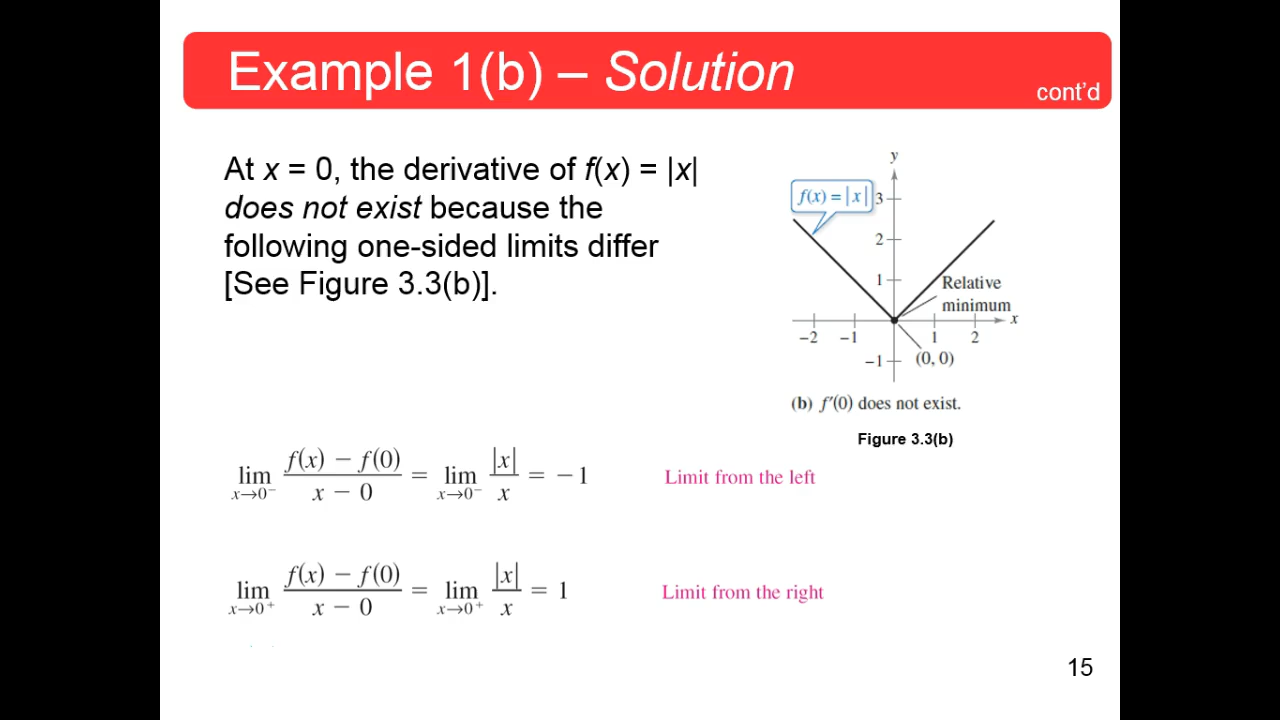 Example 1(b) – Solution
cont'd
At x = 0, the derivative of f(x) = |x|
does not exist because the
following one-sided limits differ
[See Figure 3.3(b)].
y
f(x) = | x |
3
2
1
Relative
minimum
x
−2 −1 1 2
−1
(0, 0)
(b) f′(0) does not exist.
Figure 3.3(b)
lim x→0⁻ f(x) − f(0) / x − 0 = lim x→0⁻ |x| / x = −1 Limit from the left
lim x→0⁺ f(x) − f(0) / x − 0 = lim x→0⁺ |x| / x = 1 Limit from the right
15